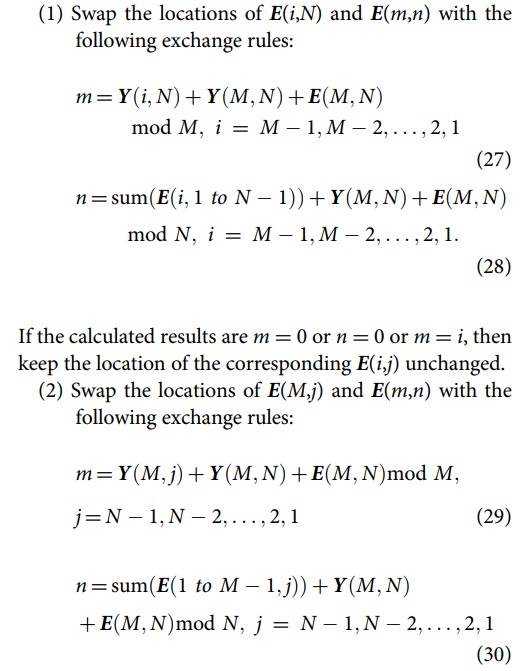 (1) Swap the locations of E(i,N) and E(m,n) with the
following exchange rules:
m = Y(i, N) + Y(M, N) + E(M, N)
mod M, i = M − 1, M − 2, . . . , 2, 1
(27)
n = sum(E(i, 1 to N − 1)) + Y(M, N) + E(M, N)
mod N, i = M − 1, M − 2, . . . , 2, 1.
(28)
If the calculated results are m = 0 or n = 0 or m = i, then
keep the location of the corresponding E(i,j) unchanged.
(2) Swap the locations of E(M,j) and E(m,n) with the
following exchange rules:
m = Y(M, j) + Y(M, N) + E(M, N)mod M,
j = N − 1, N − 2, . . . , 2, 1 (29)
n = sum(E(1 to M − 1, j)) + Y(M, N)
+ E(M, N)mod N, j = N − 1, N − 2, . . . , 2, 1
(30)